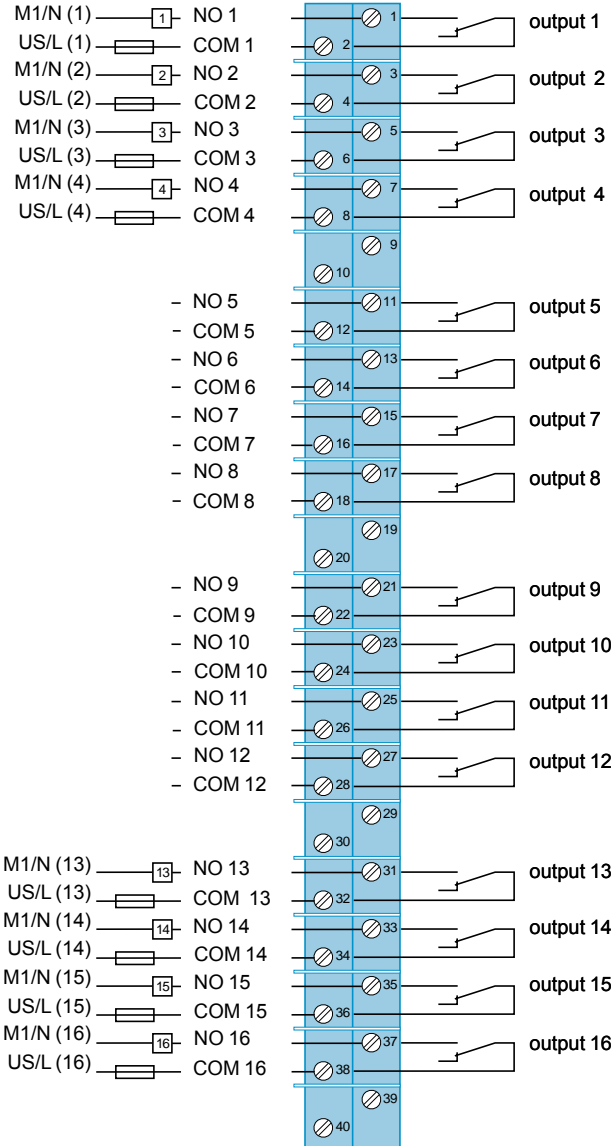 M1/N (1) 1 NO 1 1 output 1
US/L (1) COM 1 2
M1/N (2) 2 NO 2 3 output 2
US/L (2) COM 2 4
M1/N (3) 3 NO 3 5 output 3
US/L (3) COM 3 6
M1/N (4) 4 NO 4 7 output 4
US/L (4) COM 4 8
9
10
– NO 5 11 output 5
– COM 5 12
– NO 6 13 output 6
– COM 6 14
– NO 7 15 output 7
– COM 7 16
– NO 8 17 output 8
– COM 8 18
19
20
– NO 9 21 output 9
– COM 9 22
– NO 10 23 output 10
– COM 10 24
– NO 11 25 output 11
– COM 11 26
– NO 12 27 output 12
– COM 12 28
29
30
M1/N (13) 13 NO 13 31 output 13
US/L (13) COM 13 32
M1/N (14) 14 NO 14 33 output 14
US/L (14) COM 14 34
M1/N (15) 15 NO 15 35 output 15
US/L (15) COM 15 36
M1/N (16) 16 NO 16 37 output 16
US/L (16) COM 16 38
39
40